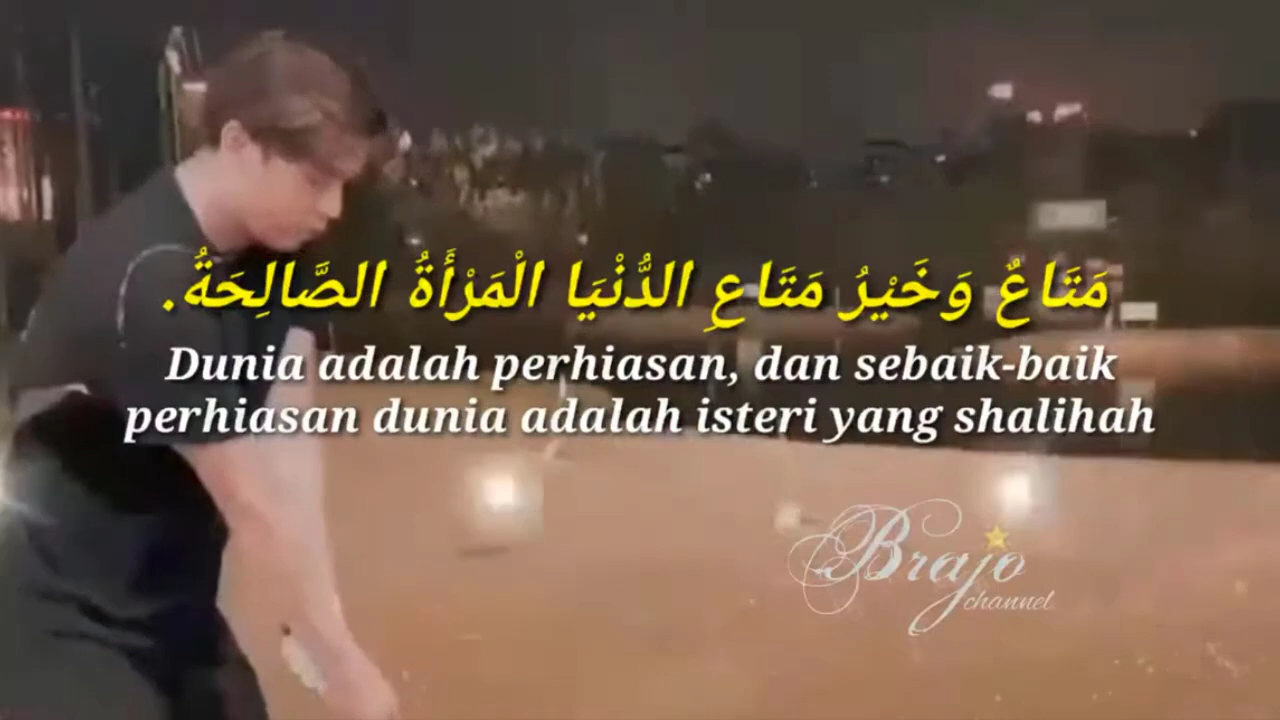 مَتَاعٌ وَخَيْرُ مَتَاعِ الدُّنْيَا الْمَرْأَةُ الصَّالِحَةُ.
Dunia adalah perhiasan, dan sebaik-baik
perhiasan dunia adalah isteri yang shalihah
Brajo
channel